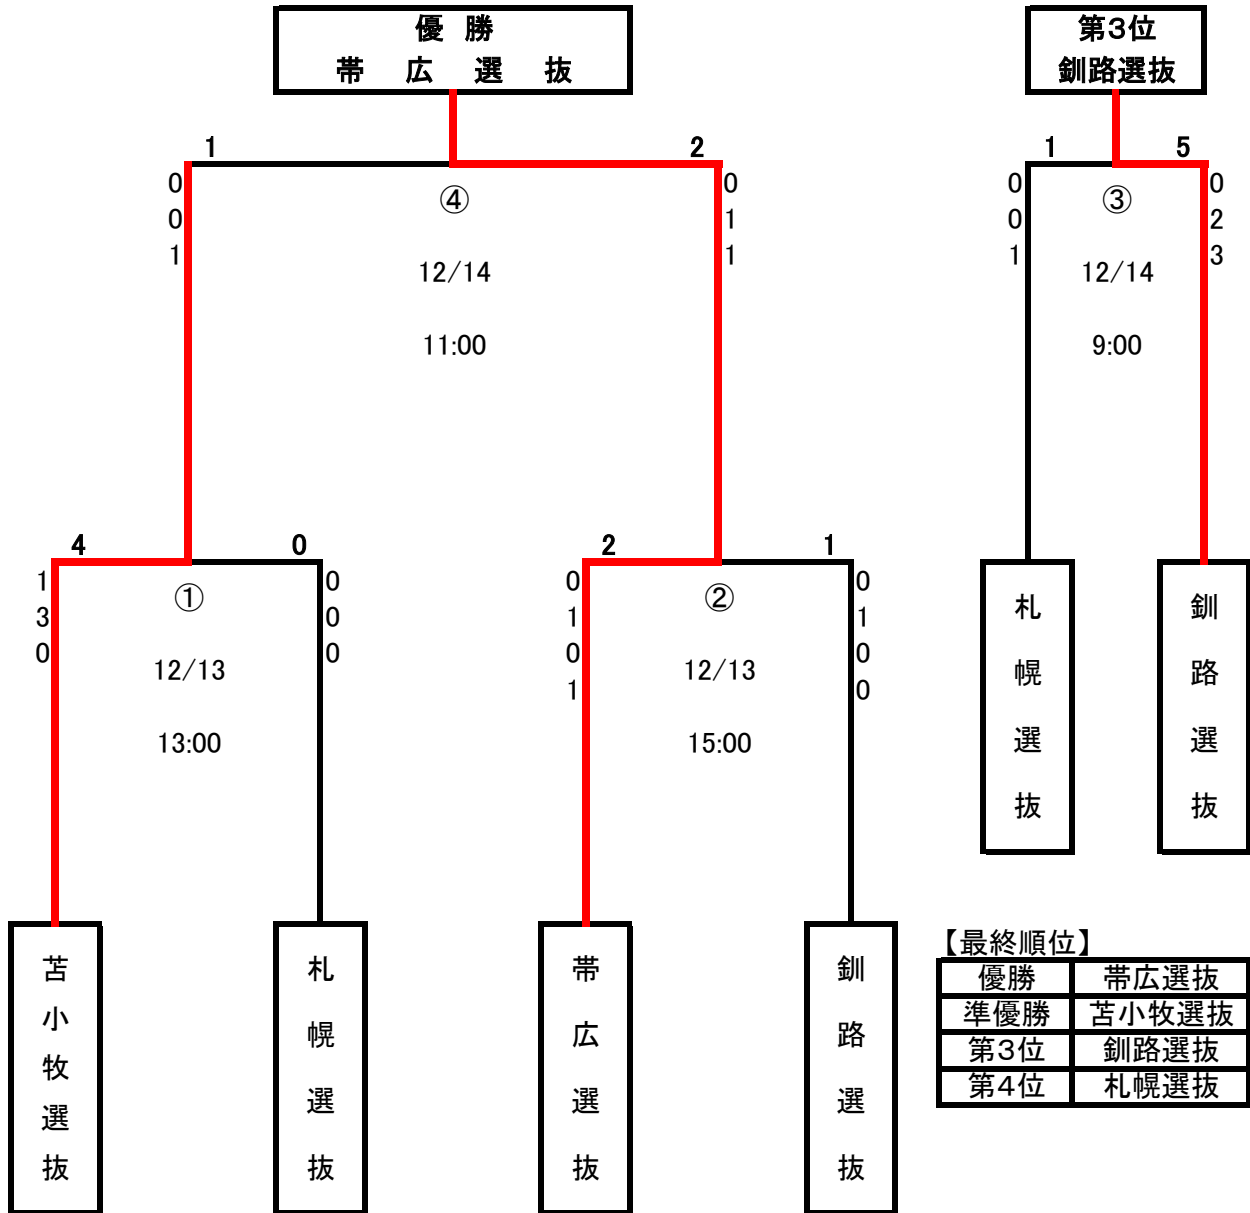 優 勝
帯 広 選 抜
第3位
釧路選抜
1 2
0 0
0 1
1 1
④
12/14
11:00
1 5
0 0
0 2
1 3
③
12/14
9:00
4 0
1 0
3 0
0 0
①
12/13
13:00
2 1
0 0
1 1
0 0
1 0
②
12/13
15:00
札幌選抜
釧路選抜
苫小牧選抜
札幌選抜
帯広選抜
釧路選抜
【最終順位】
優勝 帯広選抜
準優勝 苫小牧選抜
第3位 釧路選抜
第4位 札幌選抜